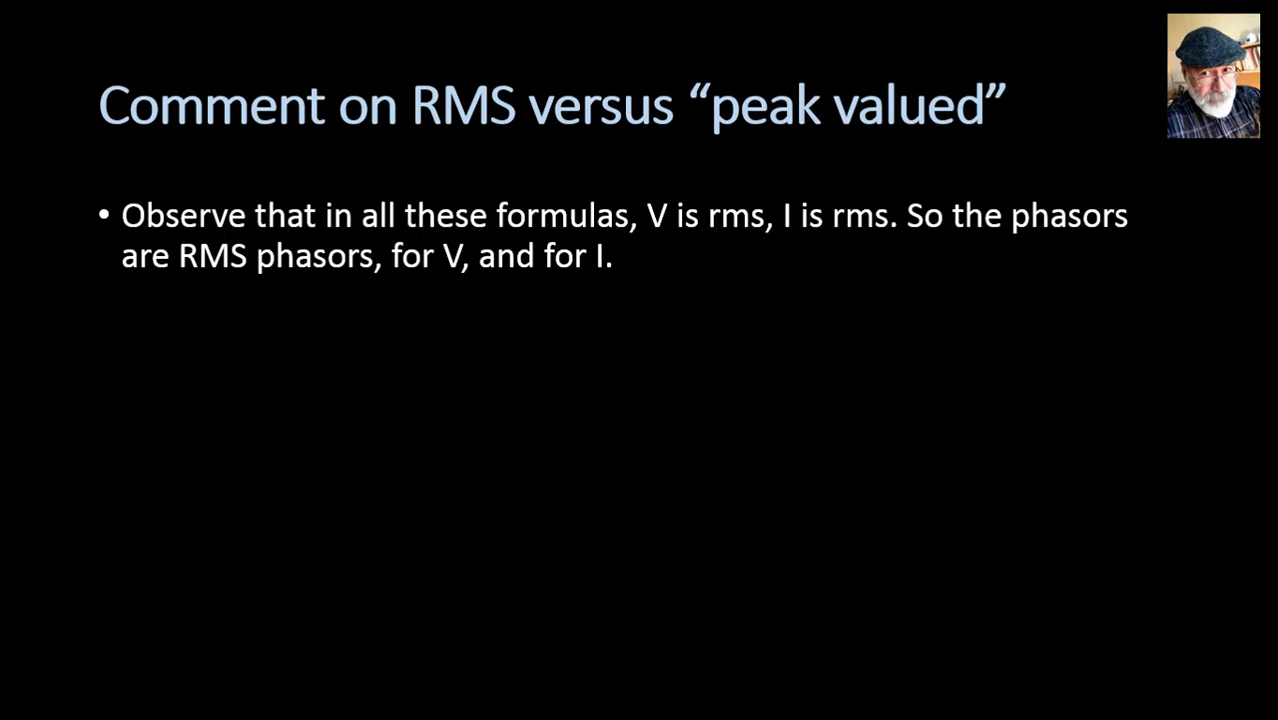 Comment on RMS versus “peak valued”
• Observe that in all these formulas, V is rms, I is rms. So the phasors
are RMS phasors, for V, and for I.